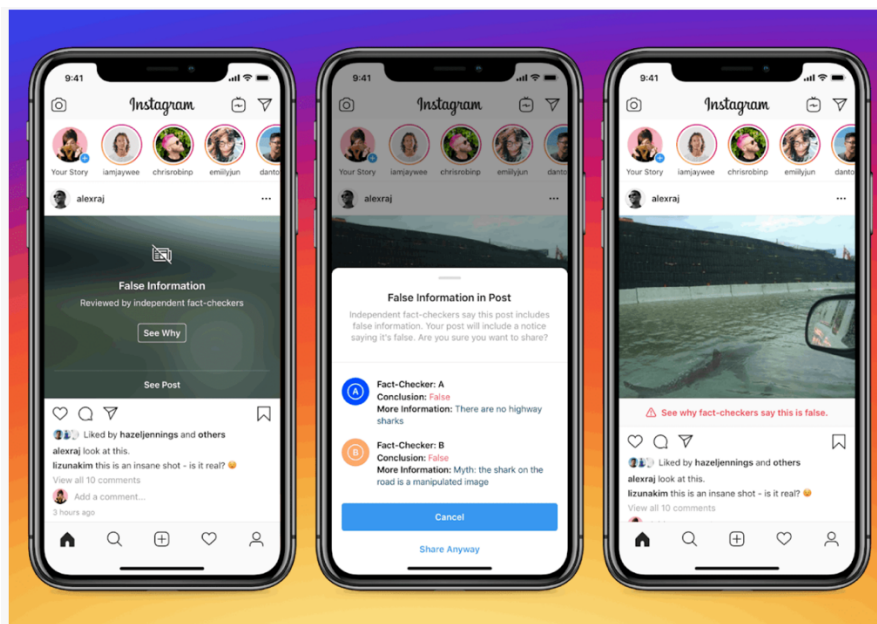 9:41
Instagram
Your Story
iamjaywee
chrisrobinp
emiilyjun
danto
alexraj
False Information
Reviewed by independent fact-checkers
See Why
See Post
Liked by hazeljennings and others
alexraj look at this.
lizunakim this is an insane shot - is it real?
View all 10 comments
Add a comment...
3 hours ago
9:41
Instagram
Your Story
iamjaywee
chrisrobinp
emiilyjun
danto
alexraj
False Information in Post
Independent fact-checkers say this post includes
false information. Your post will include a notice
saying it's false. Are you sure you want to share?
A
Fact-Checker: A
Conclusion: False
More Information: There are no highway
sharks
B
Fact-Checker: B
Conclusion: False
More Information: Myth: the shark on the
road is a manipulated image
Cancel
Share Anyway
9:41
Instagram
Your Story
iamjaywee
chrisrobinp
emiilyjun
danto
alexraj
See why fact-checkers say this is false.
Liked by hazeljennings and others
alexraj look at this.
lizunakim this is an insane shot - is it real?
View all 10 comments